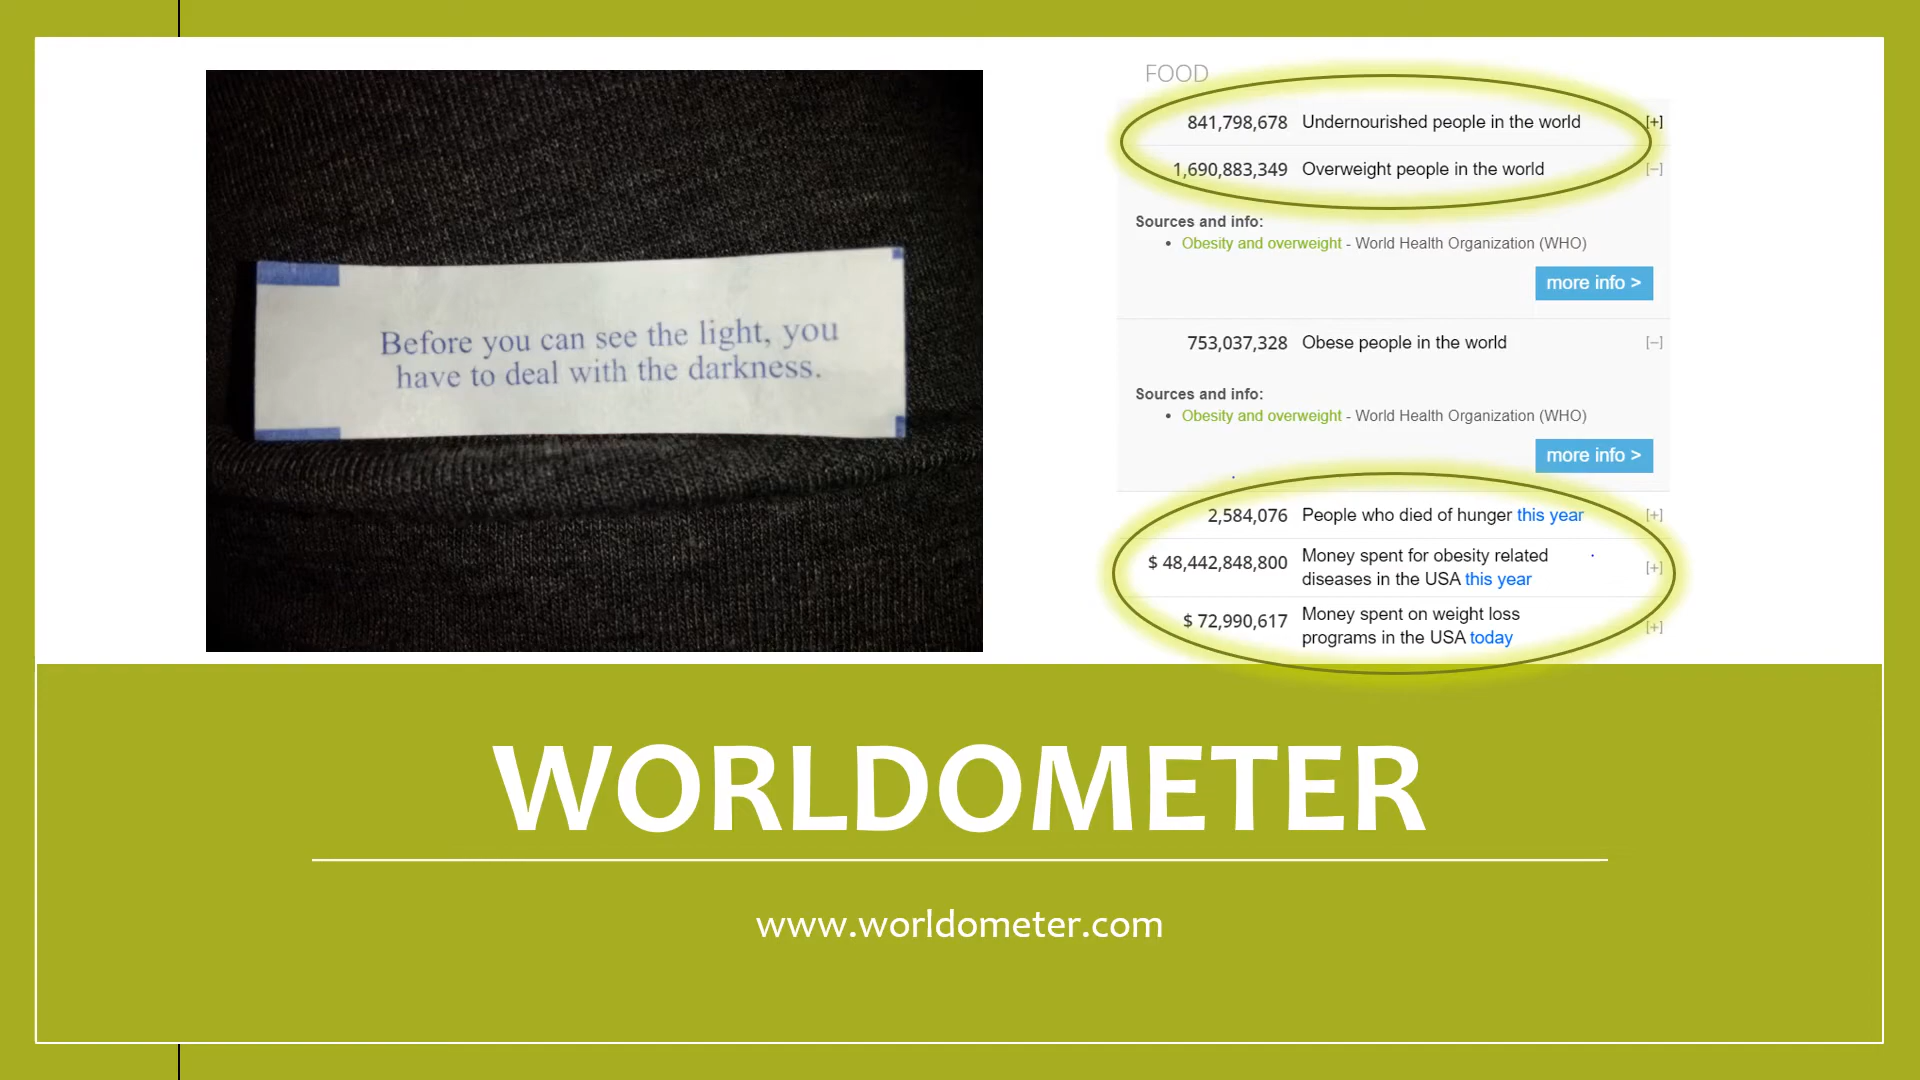 Before you can see the light, you
have to deal with the darkness.
FOOD
841,798,678 Undernourished people in the world [+]
1,690,883,349 Overweight people in the world [−]
Sources and info:
• Obesity and overweight - World Health Organization (WHO)
more info >
753,037,328 Obese people in the world [−]
Sources and info:
• Obesity and overweight - World Health Organization (WHO)
more info >
2,584,076 People who died of hunger this year [+]
$ 48,442,848,800 Money spent for obesity related
diseases in the USA this year [+]
$ 72,990,617 Money spent on weight loss
programs in the USA today [+]
WORLDOMETER
www.worldometer.com